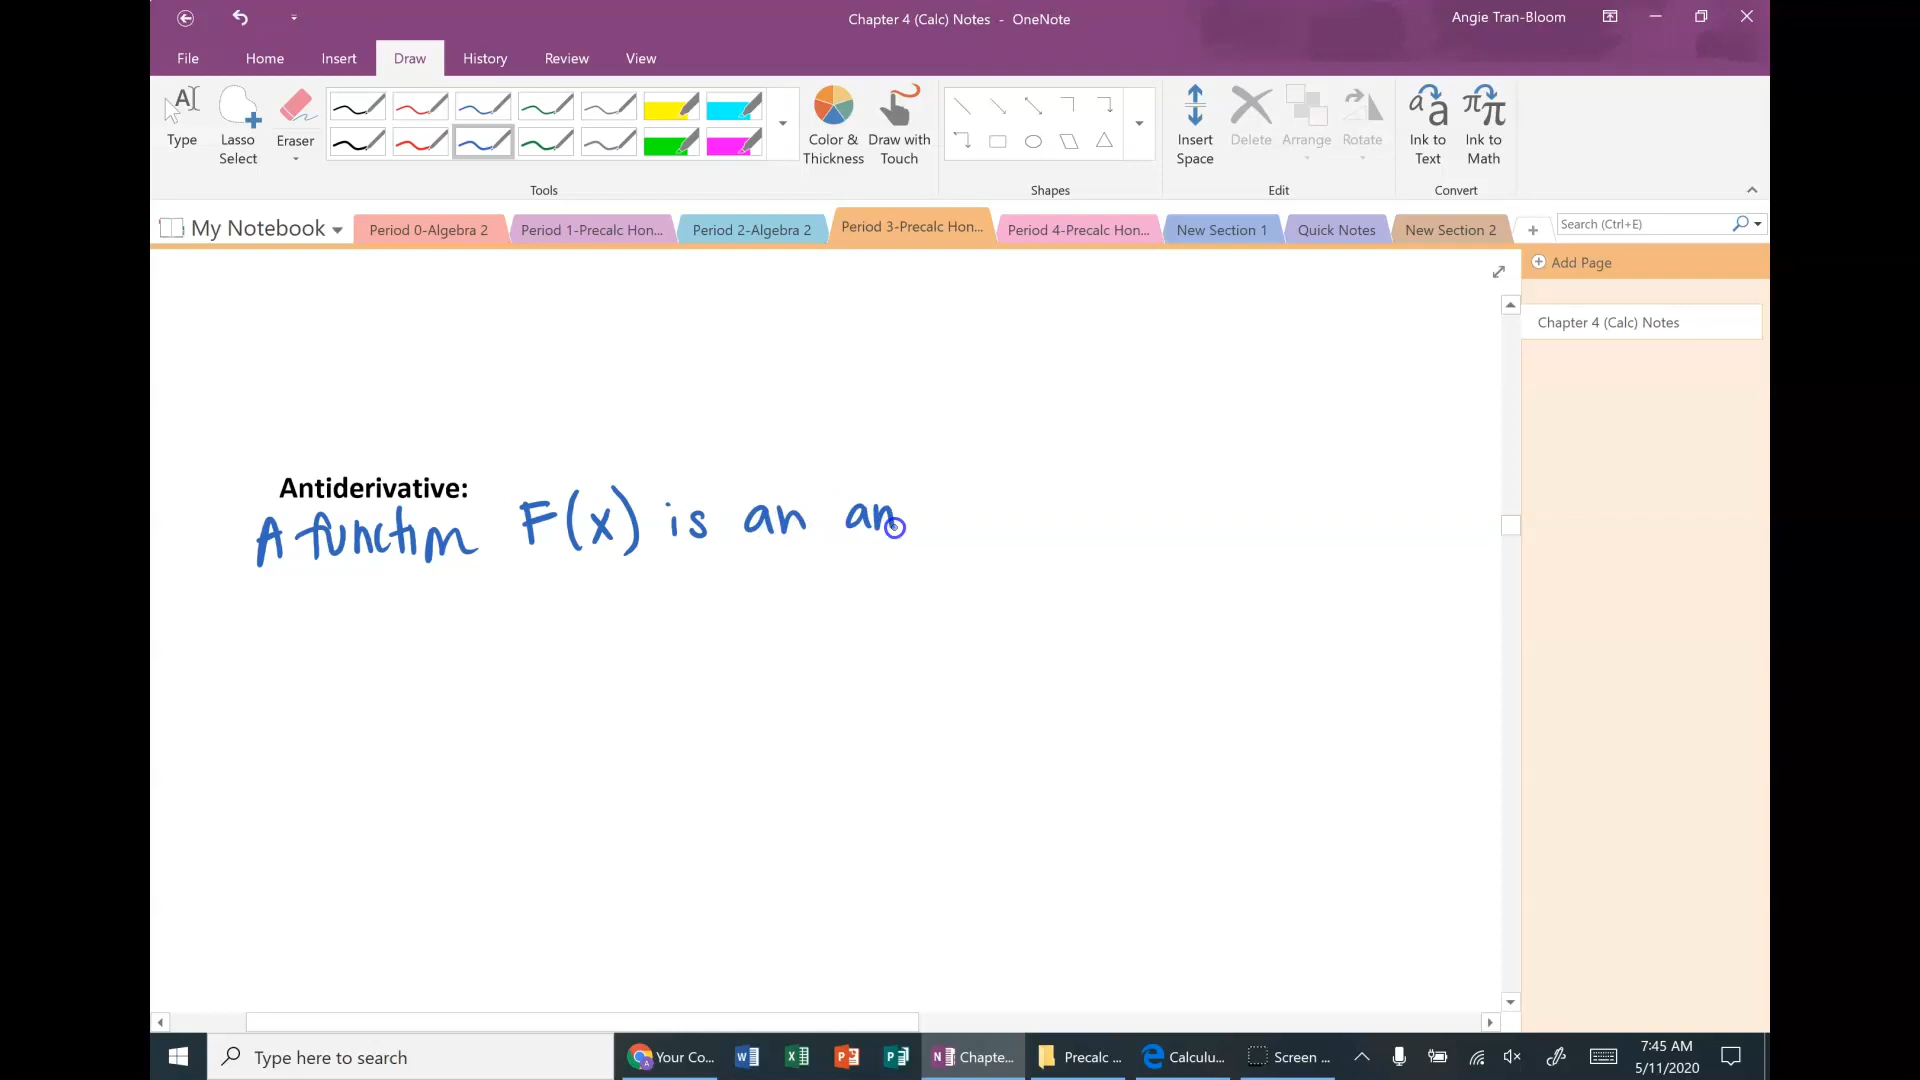 Chapter 4 (Calc) Notes - OneNote
Angie Tran-Bloom
File Home Insert Draw History Review View
Type
Lasso Select
Eraser
Color & Thickness
Draw with Touch
Insert Space
Delete
Arrange
Rotate
Ink to Text
Ink to Math
Tools Shapes Edit Convert
My Notebook Period 0-Algebra 2 Period 1-Precalc Hon... Period 2-Algebra 2 Period 3-Precalc Hon... Period 4-Precalc Hon... New Section 1 Quick Notes New Section 2 Search (Ctrl+E)
Add Page
Chapter 4 (Calc) Notes
Antiderivative:
A function F(x) is an an
Type here to search Your Co... Chapte... Precalc ... Calculu... Screen ... 7:45 AM
5/11/2020